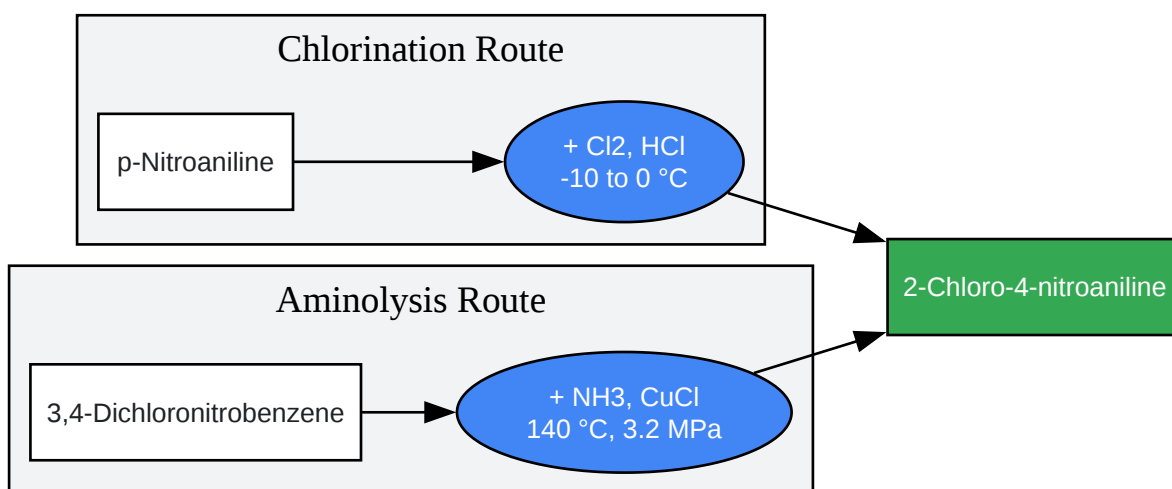 Chlorination Route
p-Nitroaniline
+ Cl2, HCl
-10 to 0 °C
2-Chloro-4-nitroaniline
Aminolysis Route
3,4-Dichloronitrobenzene
+ NH3, CuCl
140 °C, 3.2 MPa